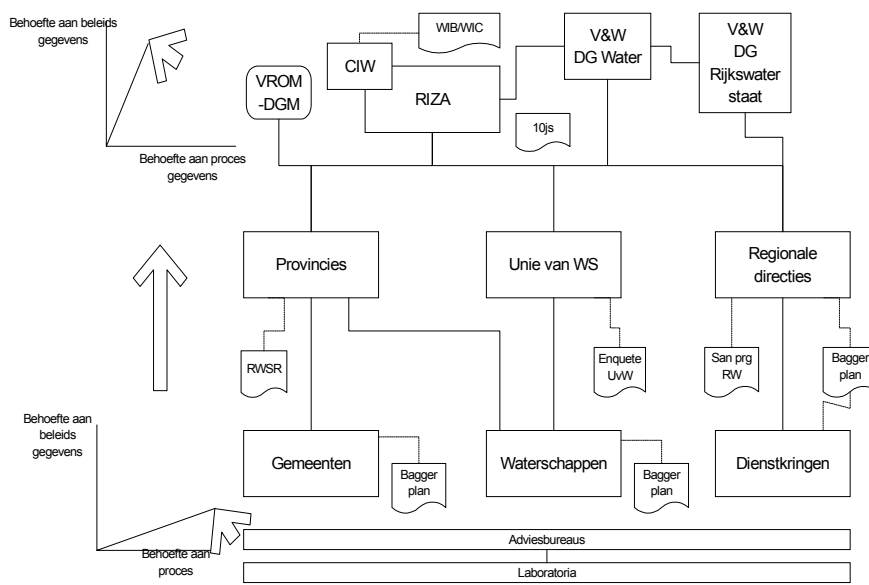 Behoefte aan beleids
gegevens
WIB/WIC
CIW
RIZA
VROM
-DGM
V&W
DG Water
V&W
DG
Rijkswater
staat
10js
Behoefte aan proces
gegevens
Provincies
Unie van WS
Regionale
directies
RWSR
Enquete
UvW
San prg
RW
Bagger
plan
Behoefte aan
beleids
gegevens
Gemeenten
Bagger
plan
Waterschappen
Bagger
plan
Dienstkringen
Behoefte aan
proces
Adviesbureaus
Laboratoria